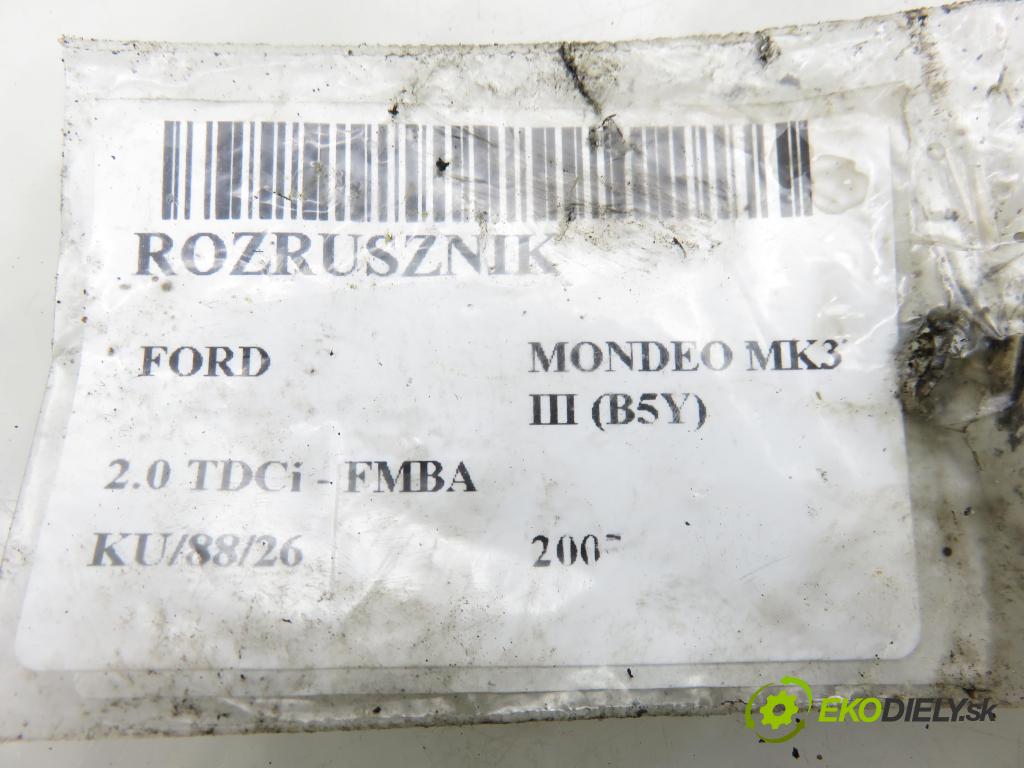 ROZRUSZNIK
FORD
MONDEO MK3
III (B5Y)
2.0 TDCi - FMBA
KU/88/26
EKODIELY.sk